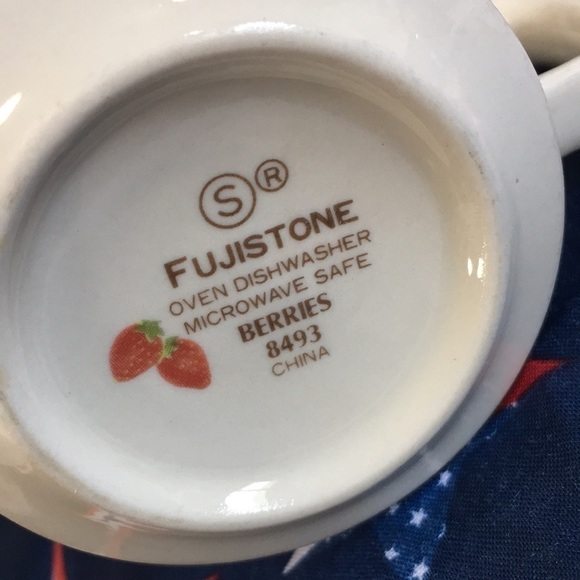 S R
FUJISTONE
OVEN DISHWASHER
MICROWAVE SAFE
BERRIES
8493
CHINA